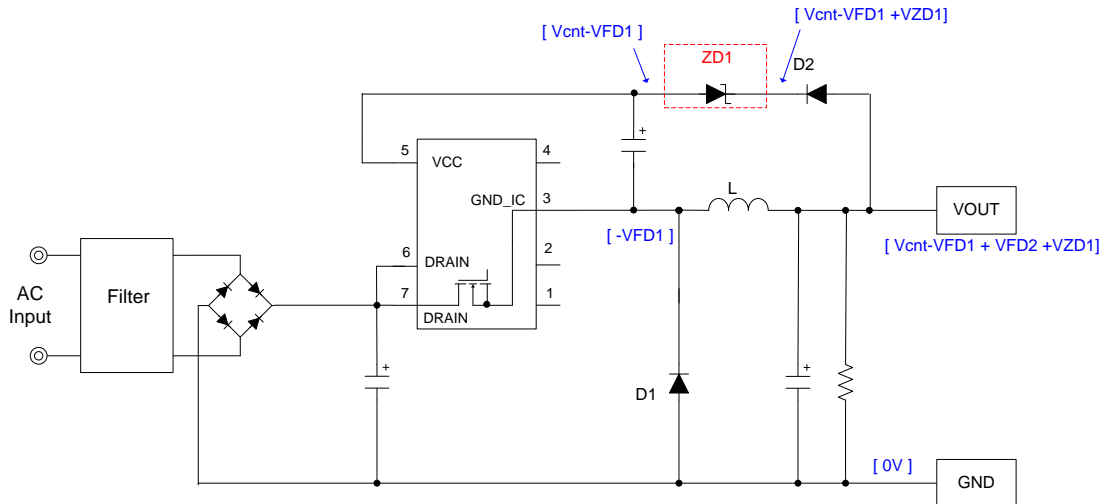 [ Vcnt-VFD1 +VZD1]
[ Vcnt-VFD1 ]
ZD1
D2
+
5
VCC
4
GND_IC
3
L
VOUT
[ -VFD1 ]
[ Vcnt-VFD1 + VFD2 +VZD1]
6
DRAIN
2
7
DRAIN
1
AC
Input
Filter
+
D1
+
[ 0V ]
GND